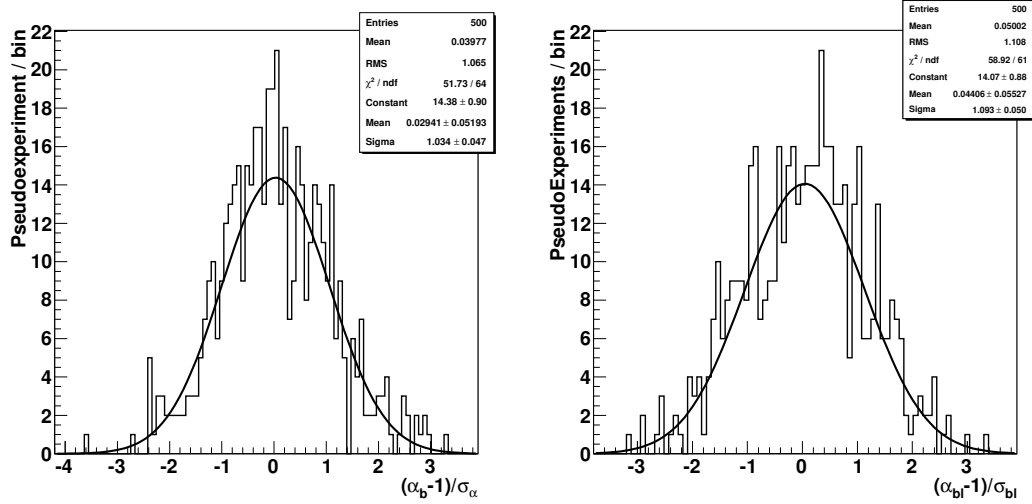 Entries 500
Mean 0.03977
RMS 1.065
χ² / ndf 51.73 / 64
Constant 14.38 ± 0.90
Mean 0.02941 ± 0.05193
Sigma 1.034 ± 0.047
Pseudoexperiment / bin
22
20
18
16
14
12
10
8
6
4
2
0
-4 -3 -2 -1 0 1 2 3
(α_b-1)/σ_α
Entries 500
Mean 0.05002
RMS 1.108
χ² / ndf 58.92 / 61
Constant 14.07 ± 0.88
Mean 0.04406 ± 0.05527
Sigma 1.093 ± 0.050
PseudoExperiments / bin
22
20
18
16
14
12
10
8
6
4
2
0
-3 -2 -1 0 1 2 3
(α_bl-1)/σ_bl